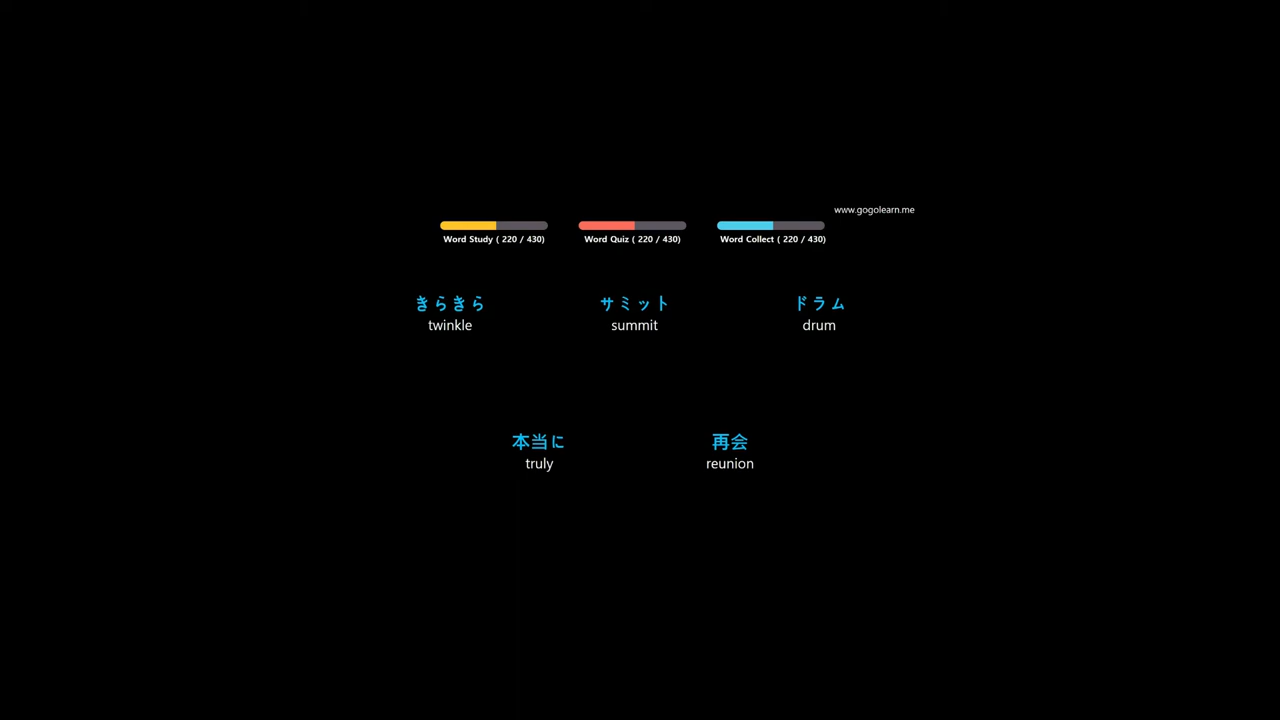 www.gogolearn.me
Word Study ( 220 / 430)
Word Quiz ( 220 / 430)
Word Collect ( 220 / 430)
きらきら
twinkle
サミット
summit
ドラム
drum
本当に
truly
再会
reunion